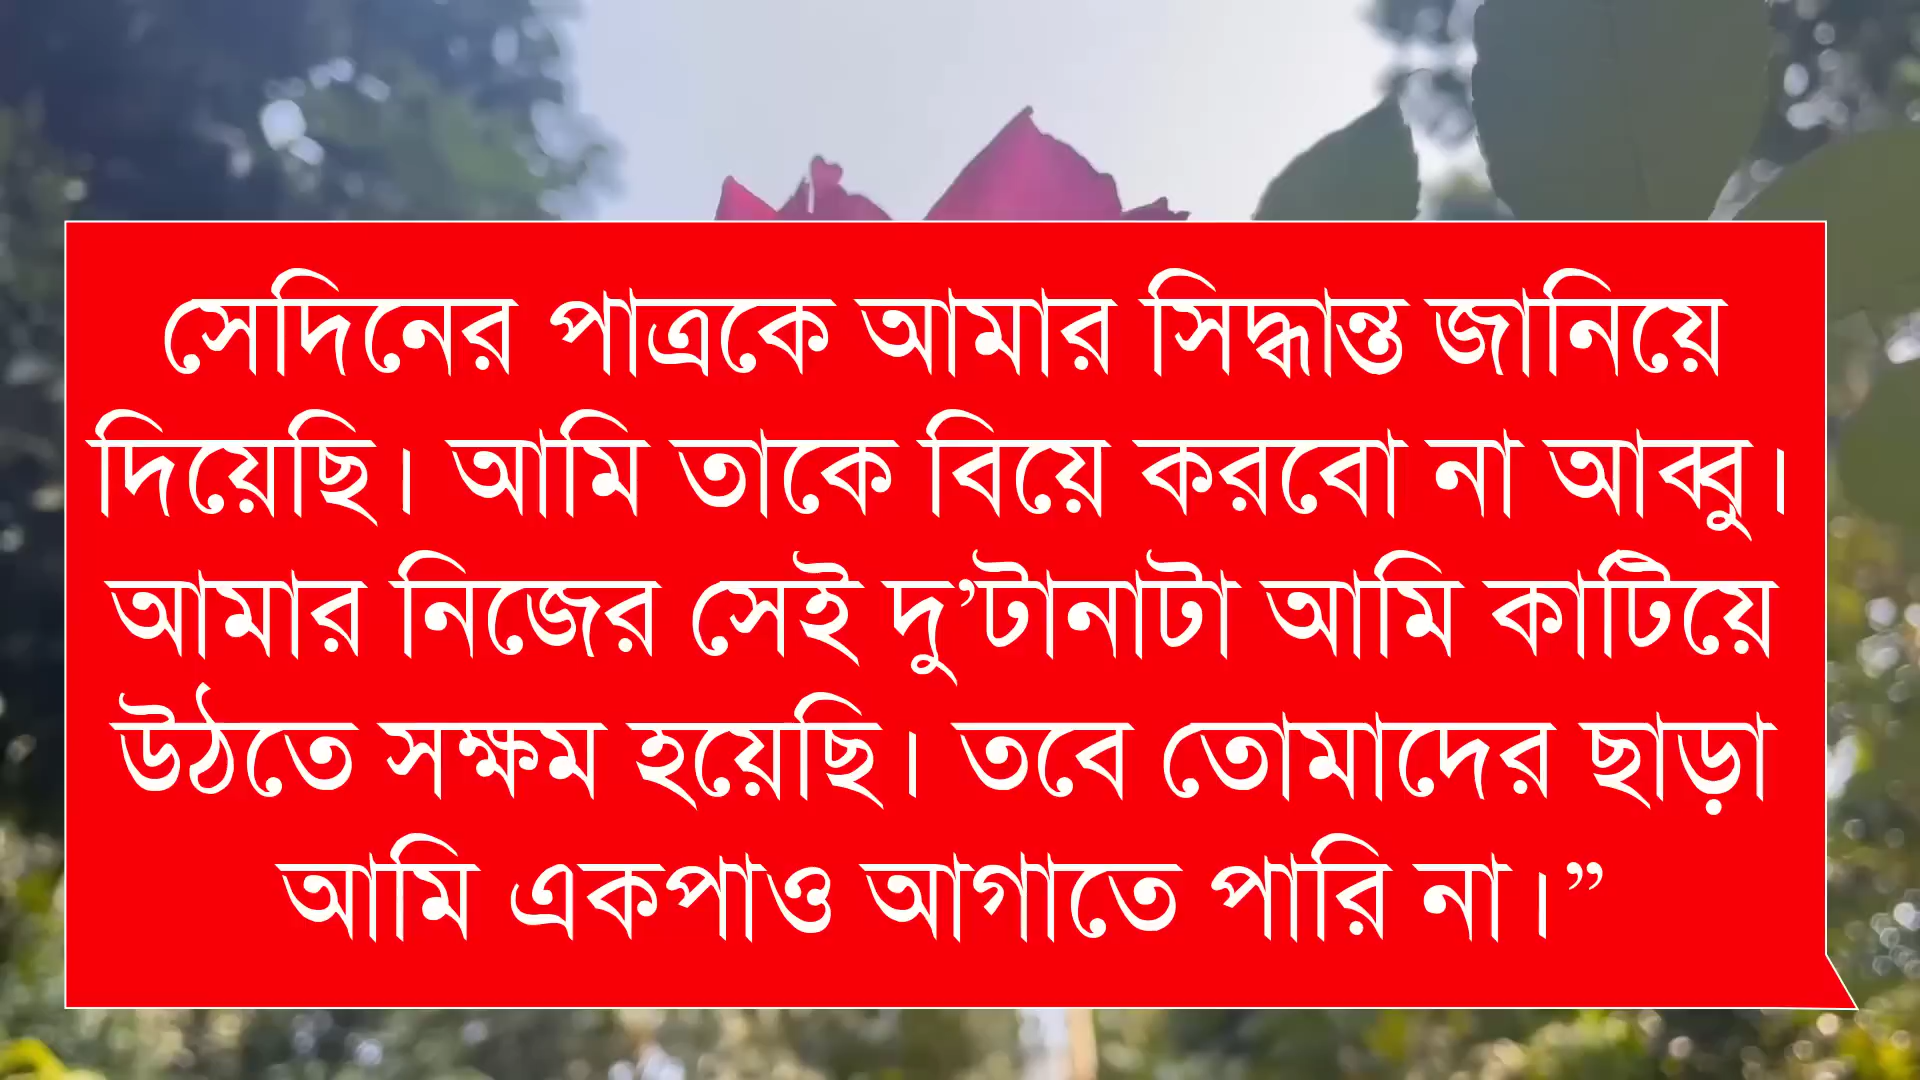 সেদিনের পাত্রকে আমার সিদ্ধান্ত জানিয়ে
দিয়েছি। আমি তাকে বিয়ে করবো না আব্বু।
আমার নিজের সেই দু’টানাটা আমি কাটিয়ে
উঠতে সক্ষম হয়েছি। তবে তোমাদের ছাড়া
আমি একপাও আগাতে পারি না।”